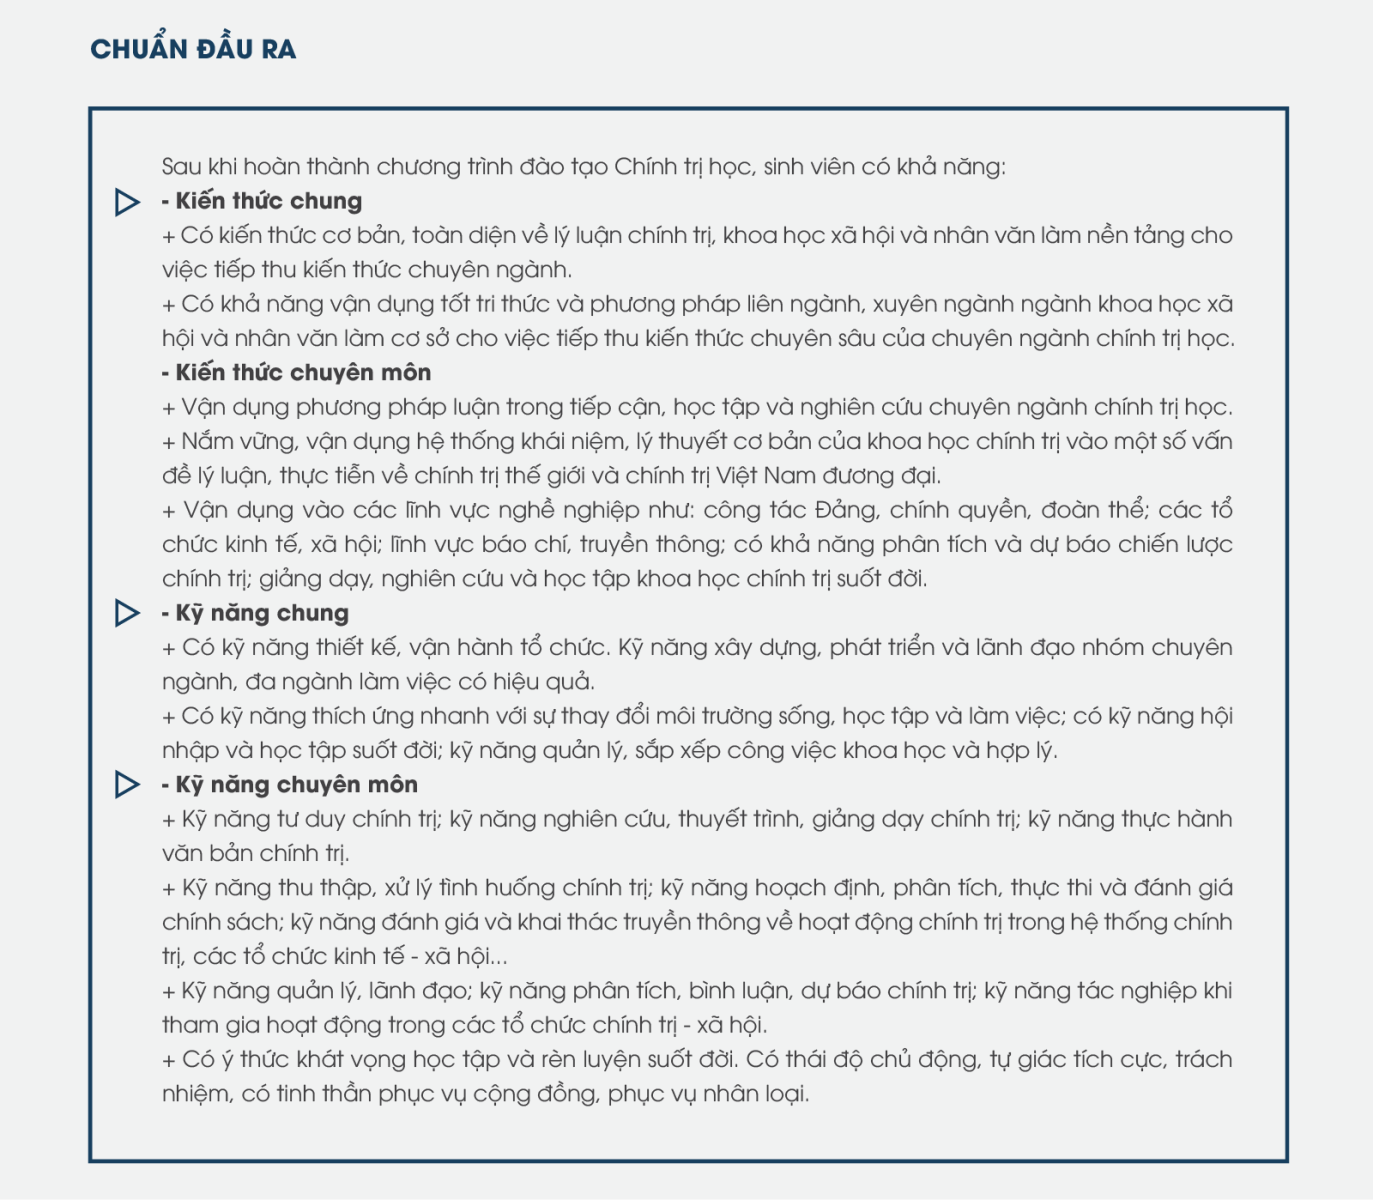 CHUẨN ĐẦU RA
Sau khi hoàn thành chương trình đào tạo Chính trị học, sinh viên có khả năng:
- Kiến thức chung
+ Có kiến thức cơ bản, toàn diện về lý luận chính trị, khoa học xã hội và nhân văn làm nền tảng cho
việc tiếp thu kiến thức chuyên ngành.
+ Có khả năng vận dụng tốt tri thức và phương pháp liên ngành, xuyên ngành ngành khoa học xã
hội và nhân văn làm cơ sở cho việc tiếp thu kiến thức chuyên sâu của chuyên ngành chính trị học.
- Kiến thức chuyên môn
+ Vận dụng phương pháp luận trong tiếp cận, học tập và nghiên cứu chuyên ngành chính trị học.
+ Nắm vững, vận dụng hệ thống khái niệm, lý thuyết cơ bản của khoa học chính trị vào một số vấn
đề lý luận, thực tiễn về chính trị thế giới và chính trị Việt Nam đương đại.
+ Vận dụng vào các lĩnh vực nghề nghiệp như: công tác Đảng, chính quyền, đoàn thể; các tổ
chức kinh tế, xã hội; lĩnh vực báo chí, truyền thông; có khả năng phân tích và dự báo chiến lược
chính trị; giảng dạy, nghiên cứu và học tập khoa học chính trị suốt đời.
- Kỹ năng chung
+ Có kỹ năng thiết kế, vận hành tổ chức. Kỹ năng xây dựng, phát triển và lãnh đạo nhóm chuyên
ngành, đa ngành làm việc có hiệu quả.
+ Có kỹ năng thích ứng nhanh với sự thay đổi môi trường sống, học tập và làm việc; có kỹ năng hội
nhập và học tập suốt đời; kỹ năng quản lý, sắp xếp công việc khoa học và hợp lý.
- Kỹ năng chuyên môn
+ Kỹ năng tư duy chính trị; kỹ năng nghiên cứu, thuyết trình, giảng dạy chính trị; kỹ năng thực hành
văn bản chính trị.
+ Kỹ năng thu thập, xử lý tình huống chính trị; kỹ năng hoạch định, phân tích, thực thi và đánh giá
chính sách; kỹ năng đánh giá và khai thác truyền thông về hoạt động chính trị trong hệ thống chính
trị, các tổ chức kinh tế - xã hội...
+ Kỹ năng quản lý, lãnh đạo; kỹ năng phân tích, bình luận, dự báo chính trị; kỹ năng tác nghiệp khi
tham gia hoạt động trong các tổ chức chính trị - xã hội.
+ Có ý thức khát vọng học tập và rèn luyện suốt đời. Có thái độ chủ động, tự giác tích cực, trách
nhiệm, có tinh thần phục vụ cộng đồng, phục vụ nhân loại.